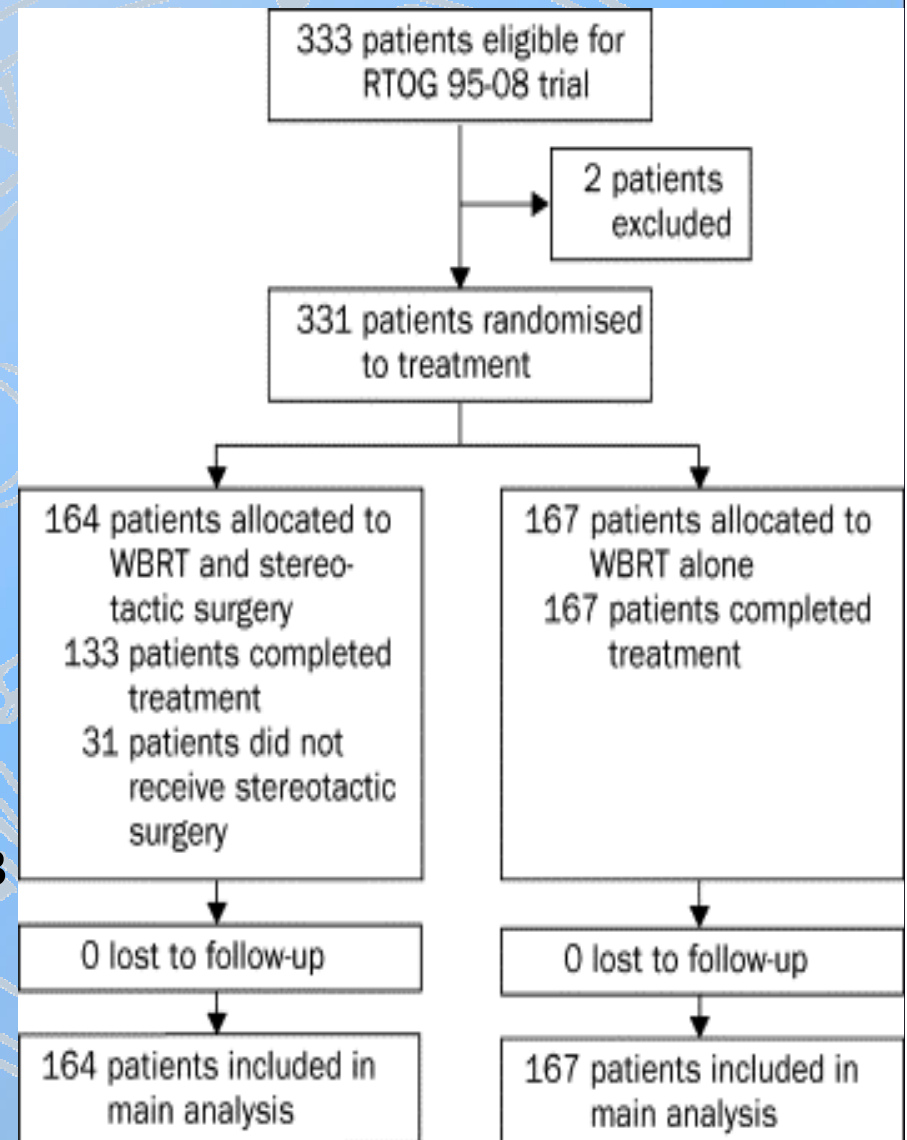 333 patients eligible for
RTOG 95-08 trial
2 patients
excluded
331 patients randomised
to treatment
164 patients allocated to
WBRT and stereo-
tactic surgery
133 patients completed
treatment
31 patients did not
receive stereotactic
surgery
167 patients allocated to
WBRT alone
167 patients completed
treatment
0 lost to follow-up
0 lost to follow-up
164 patients included in
main analysis
167 patients included in
main analysis